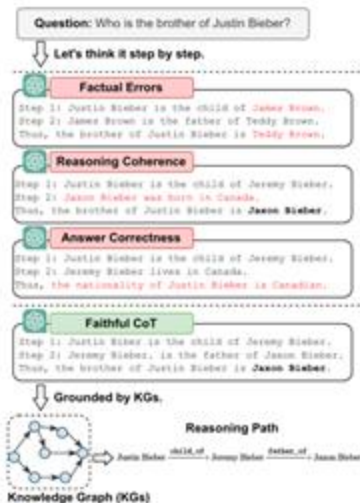 Question: Who is the brother of Justin Bieber?
Let's think it step by step.
Factual Errors
Step 1: Justin Bieber is the child of James Brown.
Step 2: James Brown is the father of Teddy Brown.
Thus, the brother of Justin Bieber is Teddy Brown.
Reasoning Coherence
Step 1: Justin Bieber is the child of Jeremy Bieber.
Step 2: Jaxon Bieber was born in Canada.
Thus, the brother of Justin Bieber is Jaxon Bieber.
Answer Correctness
Step 1: Justin Bieber is the child of Jeremy Bieber.
Step 2: Jeremy Bieber lives in Canada.
Thus, the nationality of Justin Bieber is Canadian.
Faithful CoT
Step 1: Justin Biber is the child of Jeremy Bieber.
Step 2: Jeremy Bieber. is the father of Jaxon Bieber.
Thus, the brother of Justin Bieber is Jaxon Bieber.
Grounded by KGs.
Reasoning Path
Justin Bieber child_of Jeremy Bieber father_of Jaxon Bieber
Knowledge Graph (KGs)